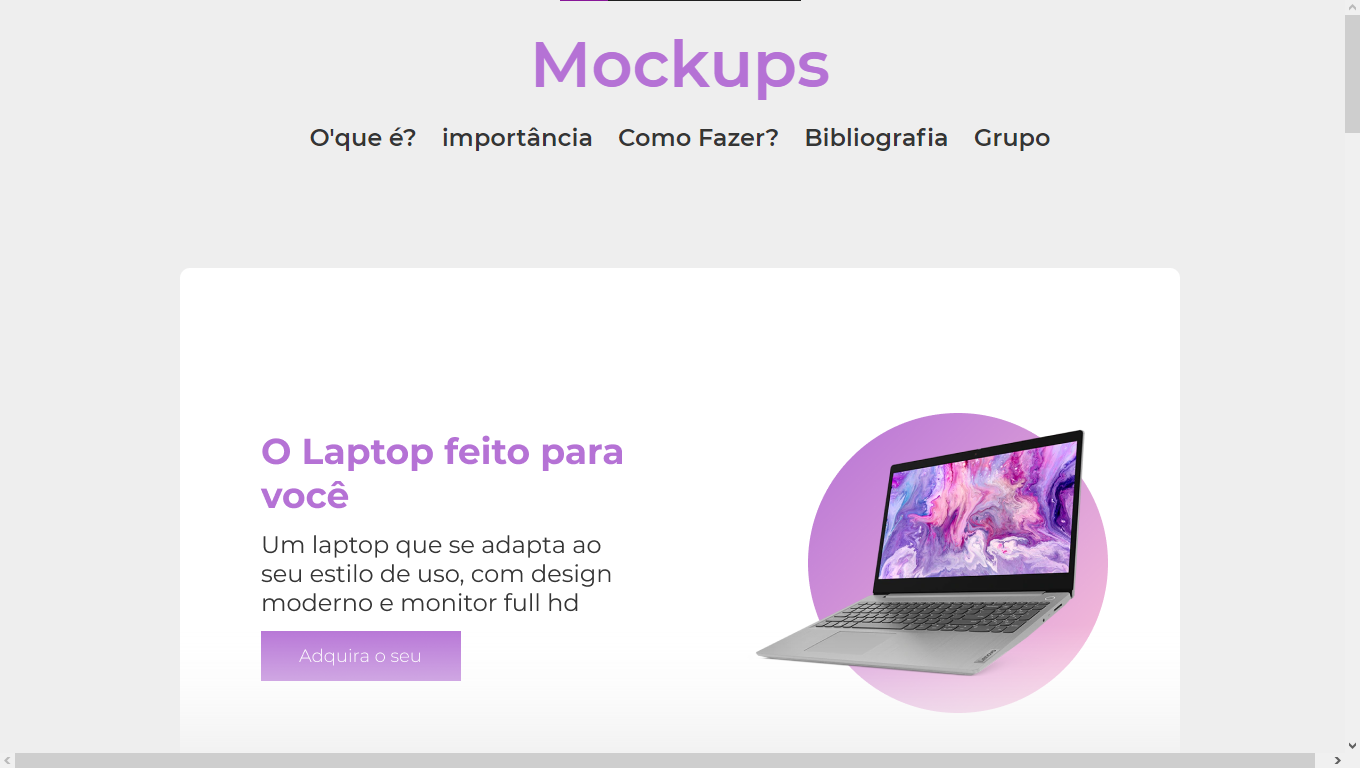 Mockups
O'que é? importância Como Fazer? Bibliografia Grupo
O Laptop feito para
você
Um laptop que se adapta ao
seu estilo de uso, com design
moderno e monitor full hd
Adquira o seu